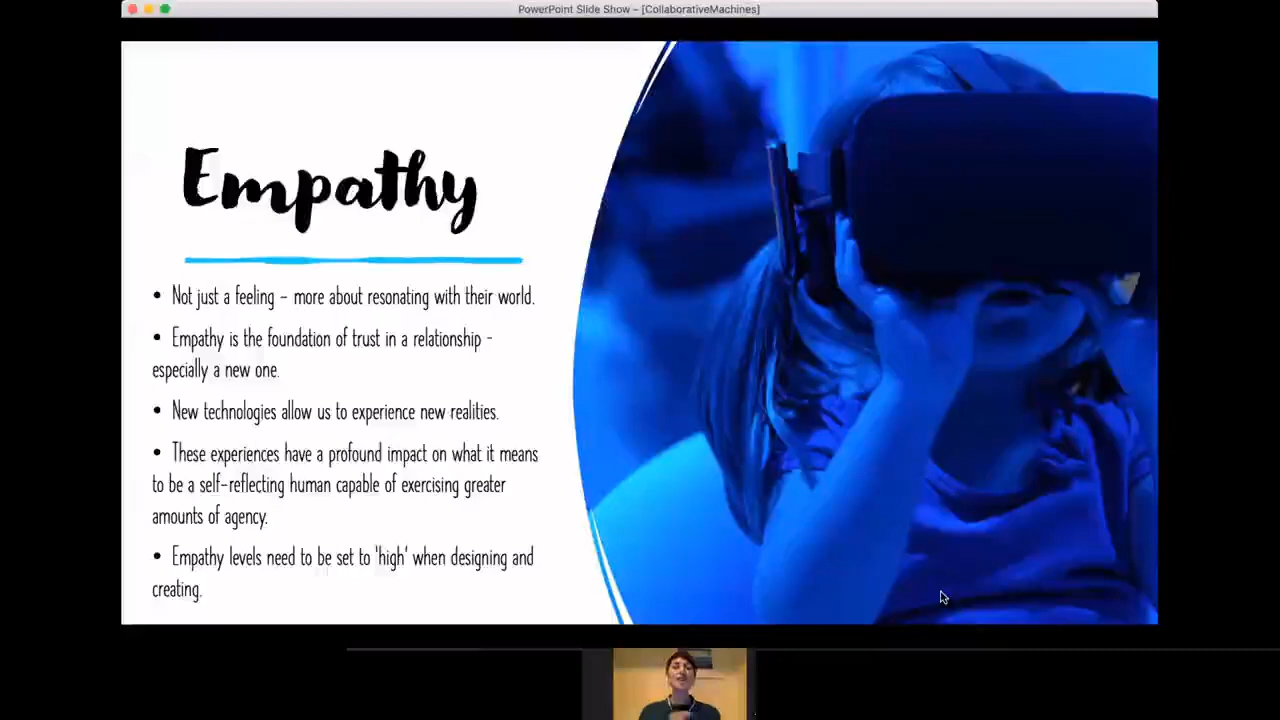 PowerPoint Slide Show – [CollaborativeMachines]
Empathy
• Not just a feeling – more about resonating with their world.
• Empathy is the foundation of trust in a relationship –
especially a new one.
• New technologies allow us to experience new realities.
• These experiences have a profound impact on what it means
to be a self-reflecting human capable of exercising greater
amounts of agency.
• Empathy levels need to be set to 'high' when designing and
creating.